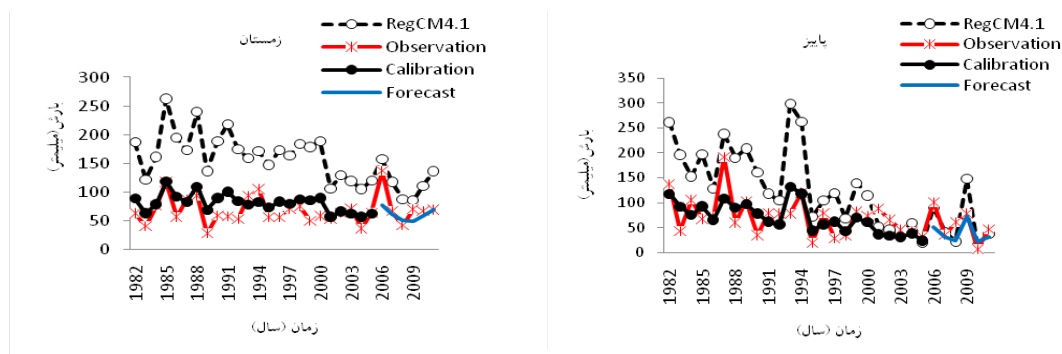 زمستان
RegCM4.1
Observation
Calibration
Forecast
بارش(میلیمتر)
300
250
200
150
100
50
0
1982
1985
1988
1991
1994
1997
2000
2003
2006
2009
زمان (سال)
پاییز
RegCM4.1
Observation
Calibration
Forecast
بارش(میلیمتر)
350
300
250
200
150
100
50
0
1982
1985
1988
1991
1994
1997
2000
2003
2006
2009
زمان (سال)